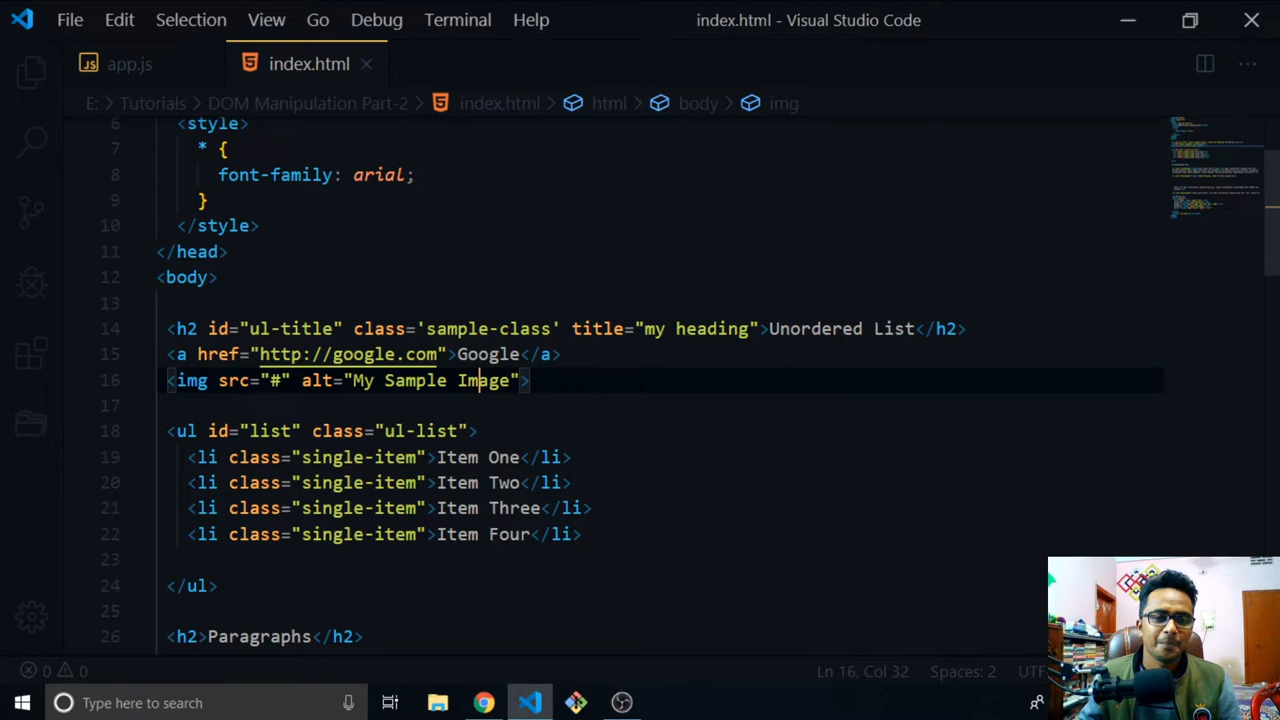 File Edit Selection View Go Debug Terminal Help index.html - Visual Studio Code
JS app.js index.html
E: Tutorials DOM Manipulation Part-2 index.html html body img
6 <style>
7 * {
8 font-family: arial;
9 }
10 </style>
11 </head>
12 <body>
13
14 <h2 id="ul-title" class='sample-class' title="my heading">Unordered List</h2>
15 <a href="http://google.com">Google</a>
16 <img src="#" alt="My Sample Image">
17
18 <ul id="list" class="ul-list">
19 <li class="single-item">Item One</li>
20 <li class="single-item">Item Two</li>
21 <li class="single-item">Item Three</li>
22 <li class="single-item">Item Four</li>
23
24 </ul>
25
26 <h2>Paragraphs</h2>
0 0 Ln 16, Col 32 Spaces: 2 UTF
Type here to search